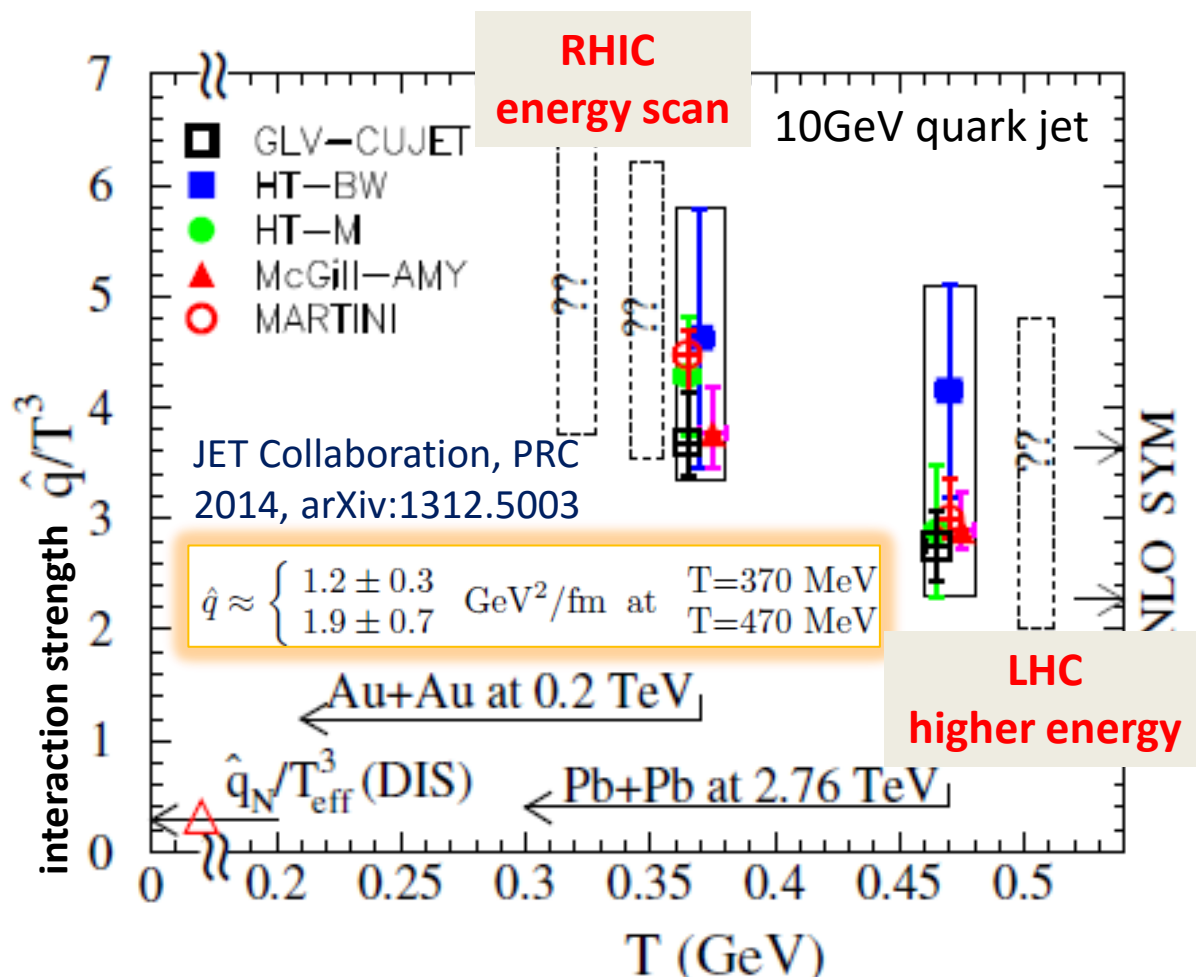 RHIC
energy scan
10GeV quark jet
GLV−CUJET
HT−BW
HT−M
McGill−AMY
MARTINI
7
6
5
4
3
2
1
0
q̂/T³
interaction strength
??
??
??
JET Collaboration, PRC
2014, arXiv:1312.5003
q̂ ≈ { 1.2 ± 0.3 GeV²/fm at T=370 MeV
1.9 ± 0.7 T=470 MeV
NLO SYM
LHC
higher energy
Au+Au at 0.2 TeV
q̂_N/T³_eff (DIS)
Pb+Pb at 2.76 TeV
0 0.2 0.25 0.3 0.35 0.4 0.45 0.5
T (GeV)